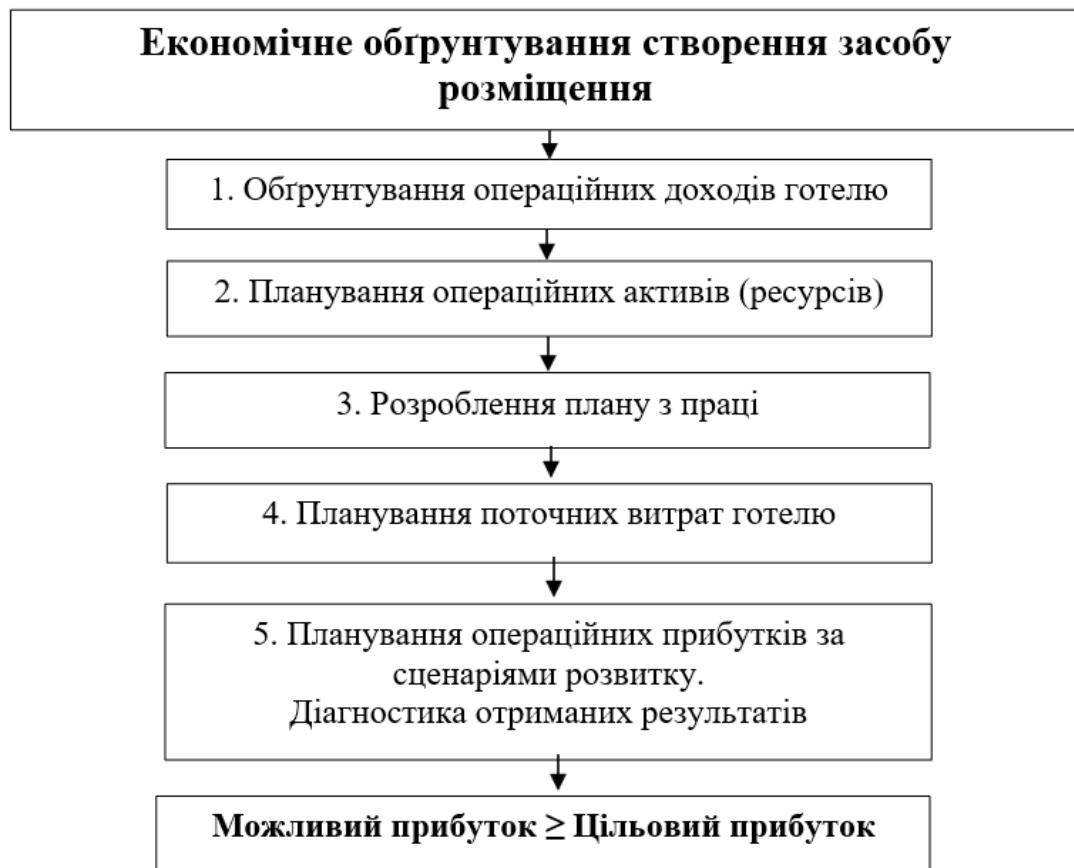 Економічне обґрунтування створення засобу
розміщення
1. Обґрунтування операційних доходів готелю
2. Планування операційних активів (ресурсів)
3. Розроблення плану з праці
4. Планування поточних витрат готелю
5. Планування операційних прибутків за
сценаріями розвитку.
Діагностика отриманих результатів
Можливий прибуток ≥ Цільовий прибуток